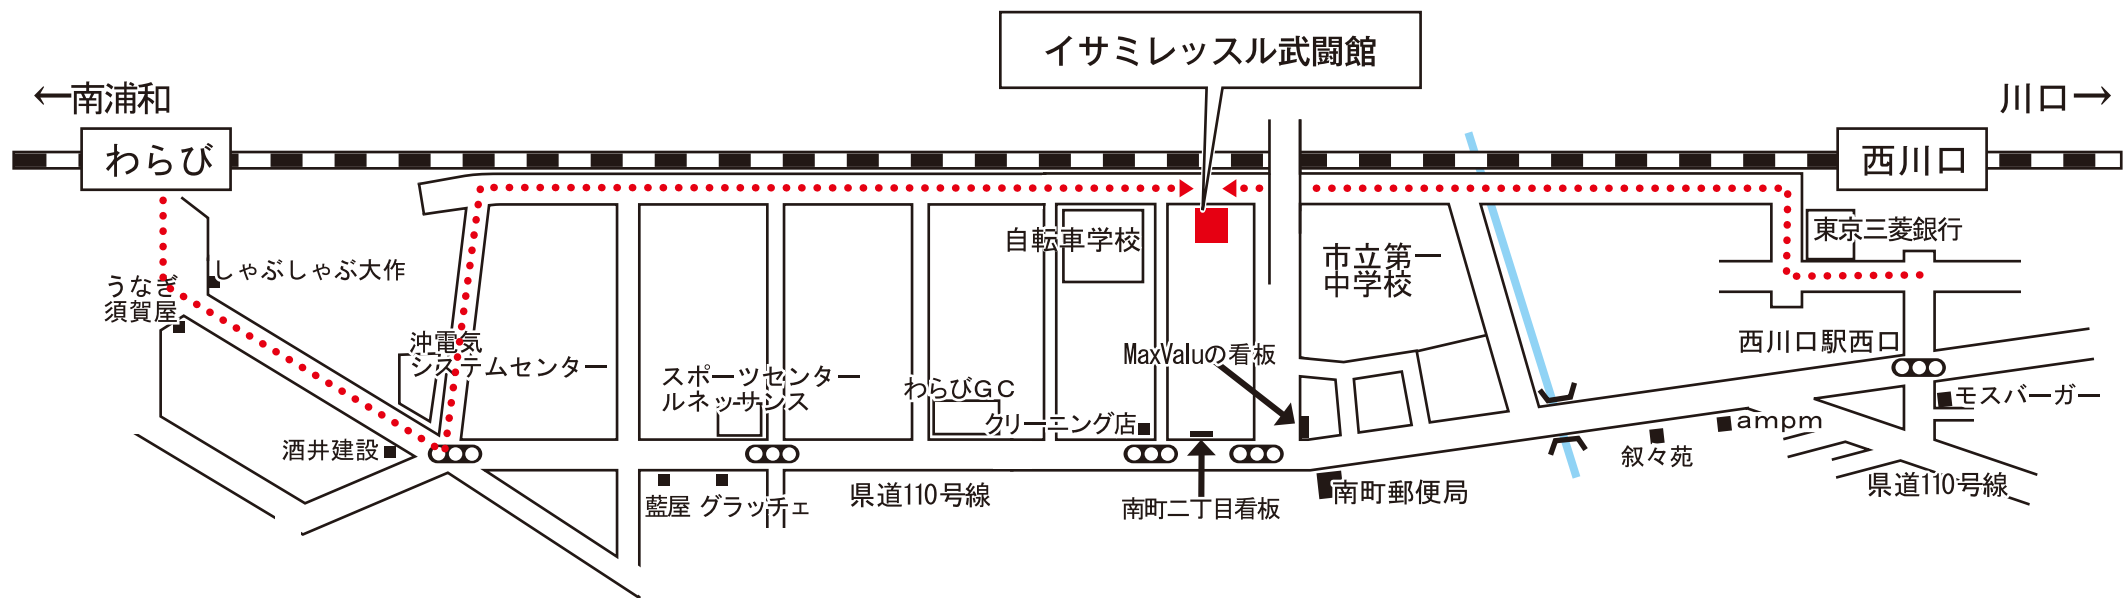 イサミレッスル武闘館
←南浦和
川口→
わらび
西川口
東京三菱銀行
自転車学校
市立第一
中学校
しゃぶしゃぶ大作
うなぎ
須賀屋
沖電気
システムセンター
西川口駅西口
MaxValuの看板
スポーツセンター
ルネッサンス
わらびGC
モスバーガー
クリーニング店
ampm
酒井建設
叙々苑
藍屋
グラッチェ
県道110号線
南町二丁目看板
南町郵便局
県道110号線